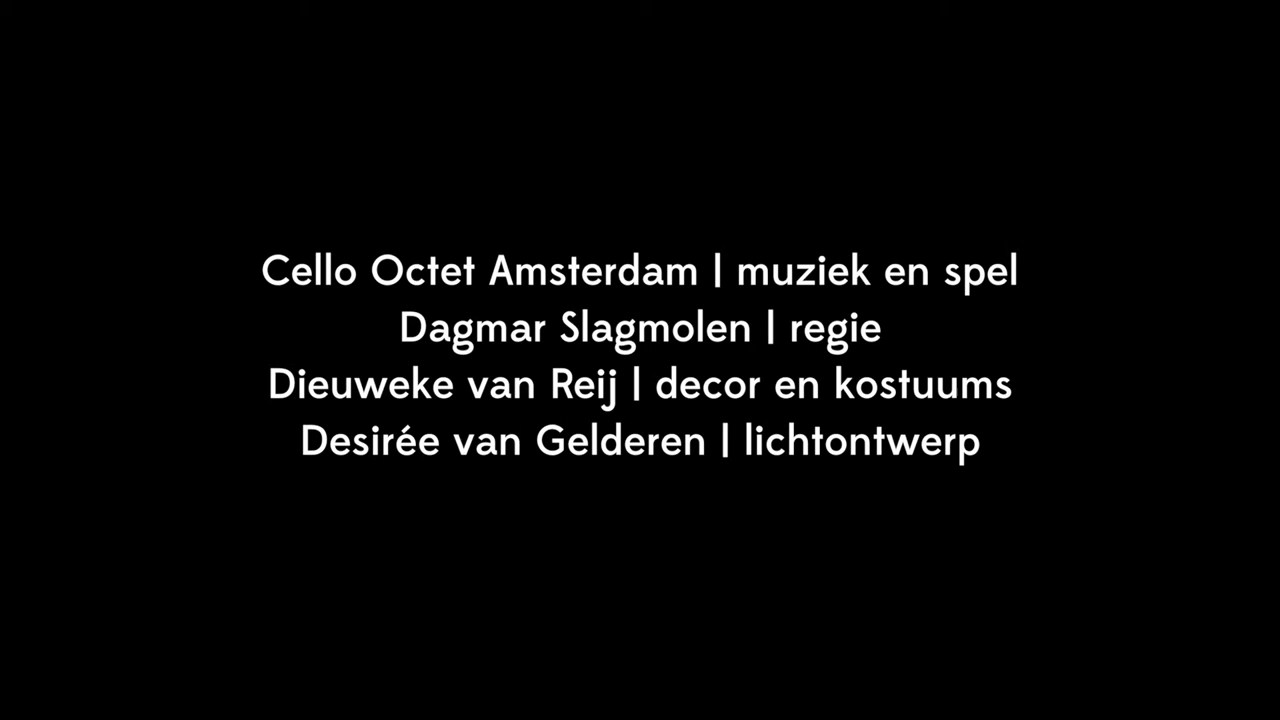 Cello Octet Amsterdam | muziek en spel
Dagmar Slagmolen | regie
Dieuweke van Reij | decor en kostuums
Desirée van Gelderen | lichtontwerp